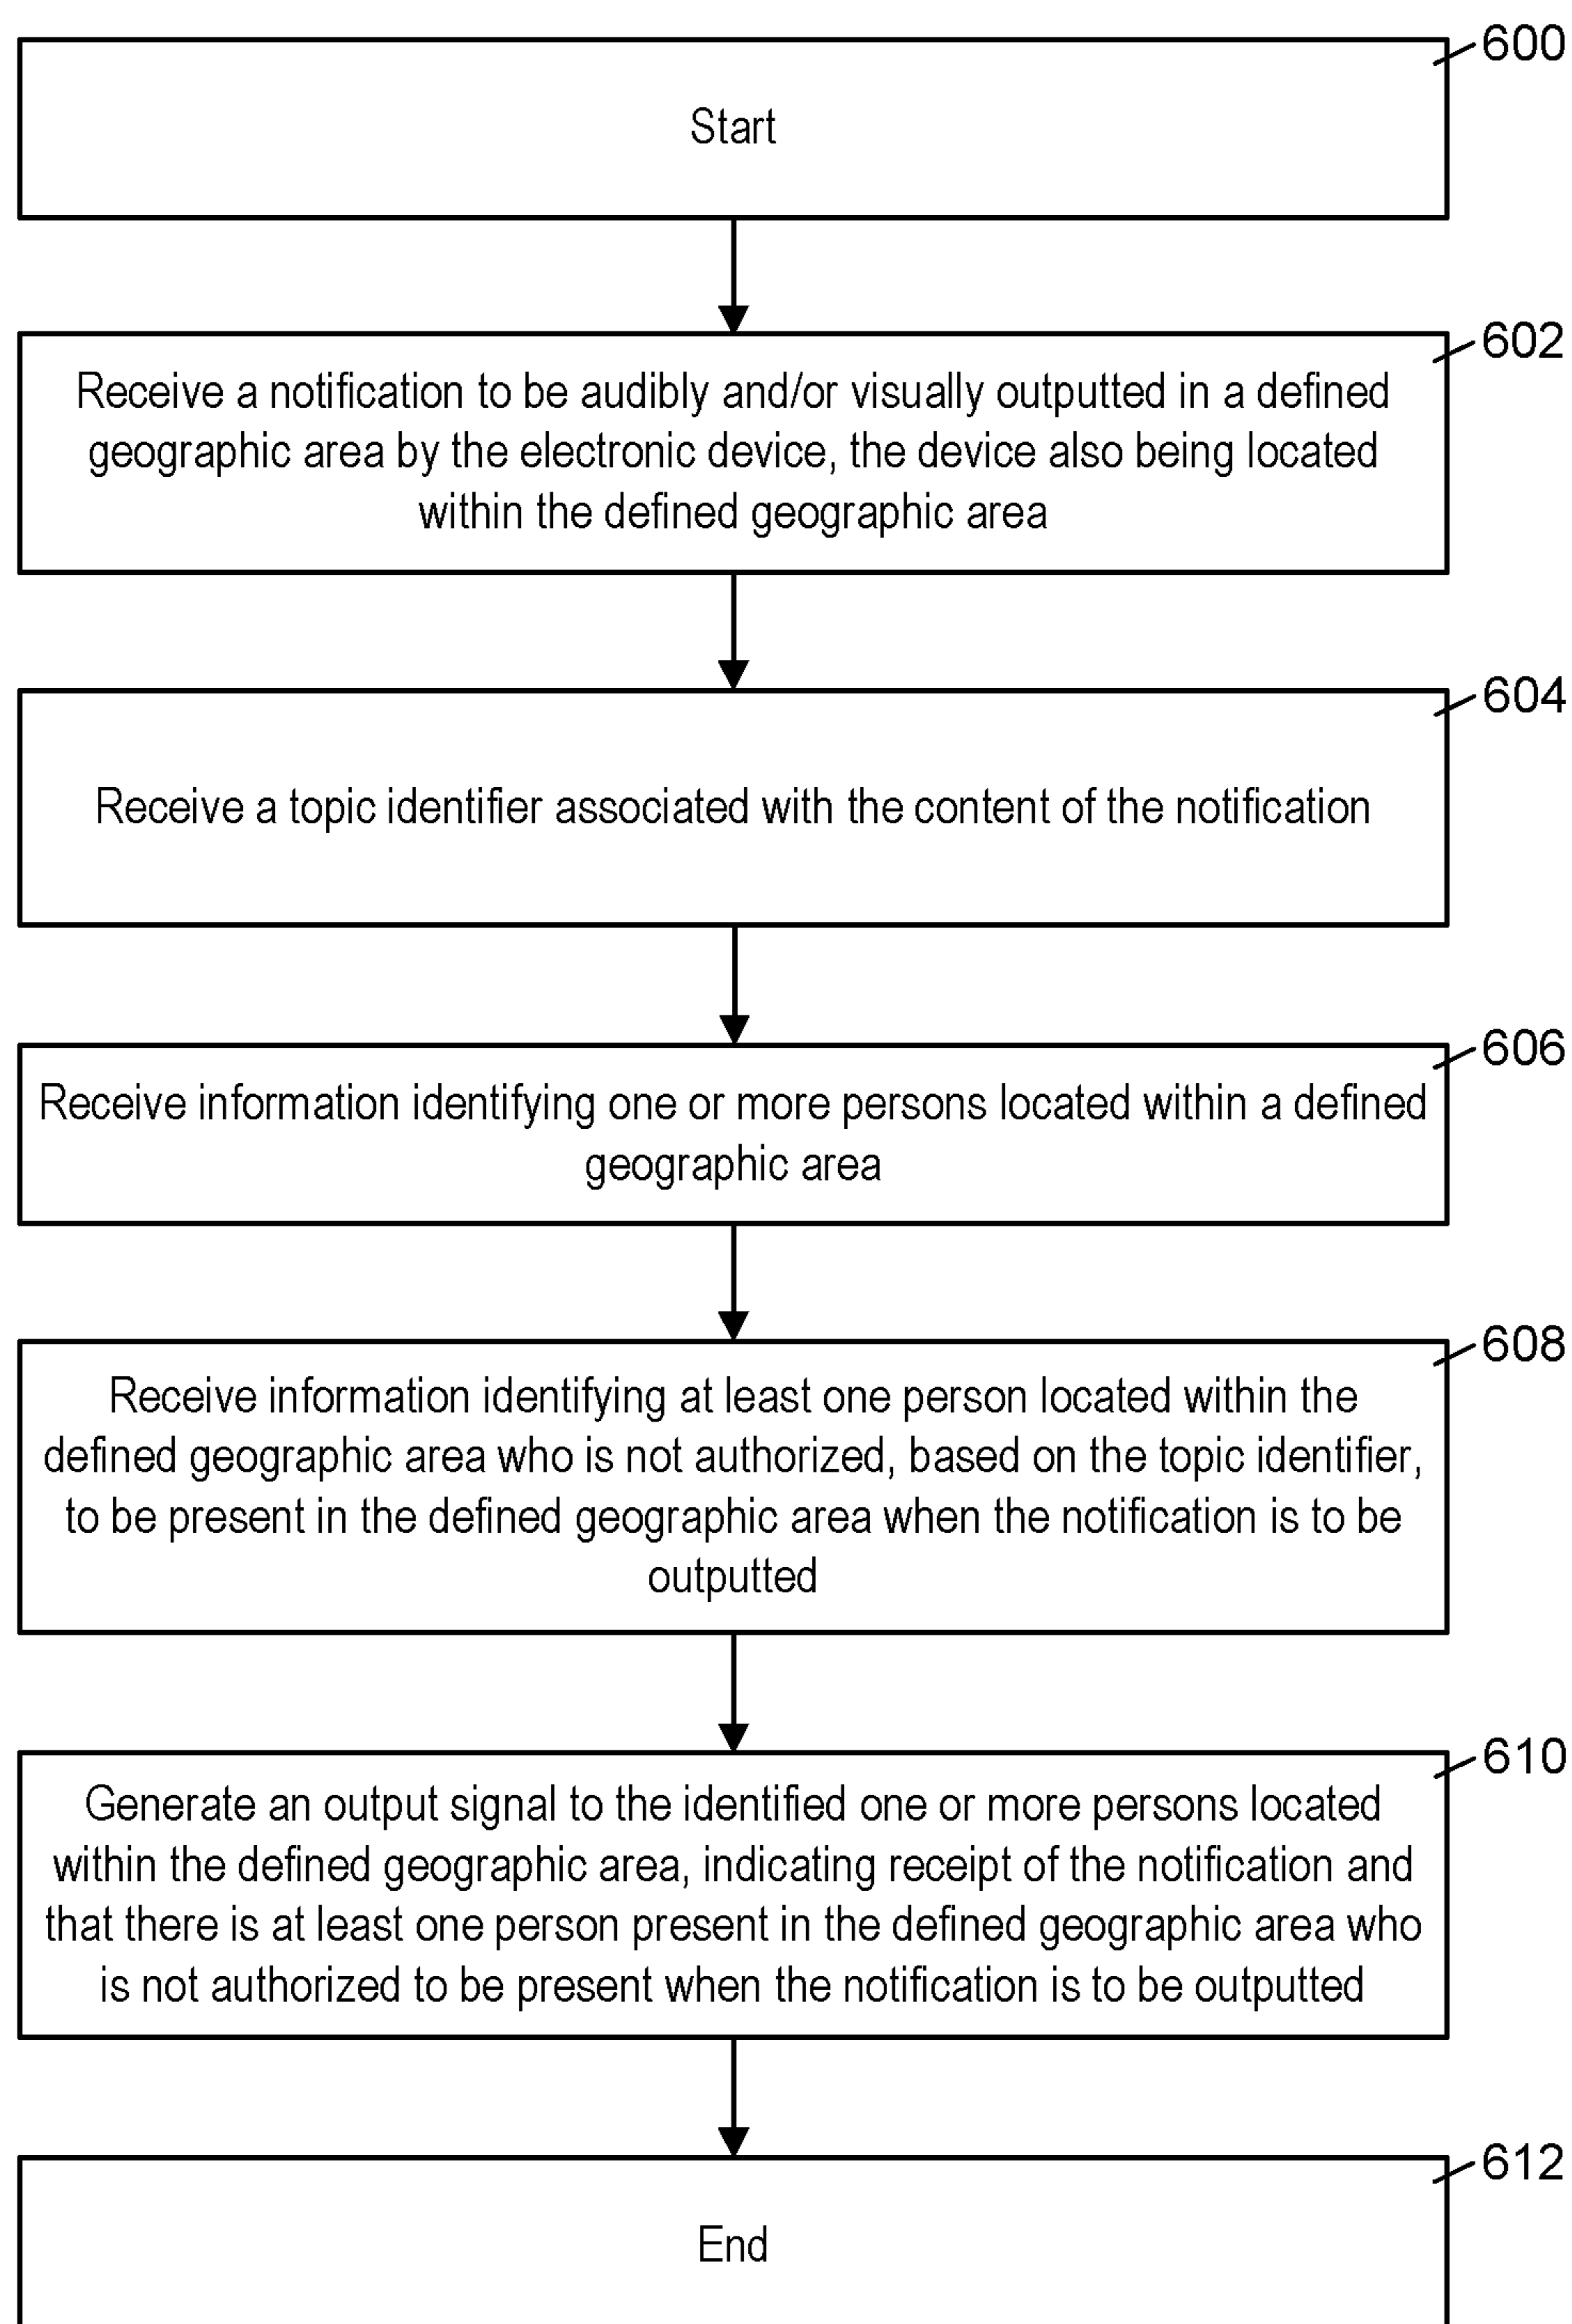 600
Start
602
Receive a notification to be audibly and/or visually outputted in a defined
geographic area by the electronic device, the device also being located
within the defined geographic area
604
Receive a topic identifier associated with the content of the notification
606
Receive information identifying one or more persons located within a defined
geographic area
608
Receive information identifying at least one person located within the
defined geographic area who is not authorized, based on the topic identifier,
to be present in the defined geographic area when the notification is to be
outputted
610
Generate an output signal to the identified one or more persons located
within the defined geographic area, indicating receipt of the notification and
that there is at least one person present in the defined geographic area who
is not authorized to be present when the notification is to be outputted
612
End